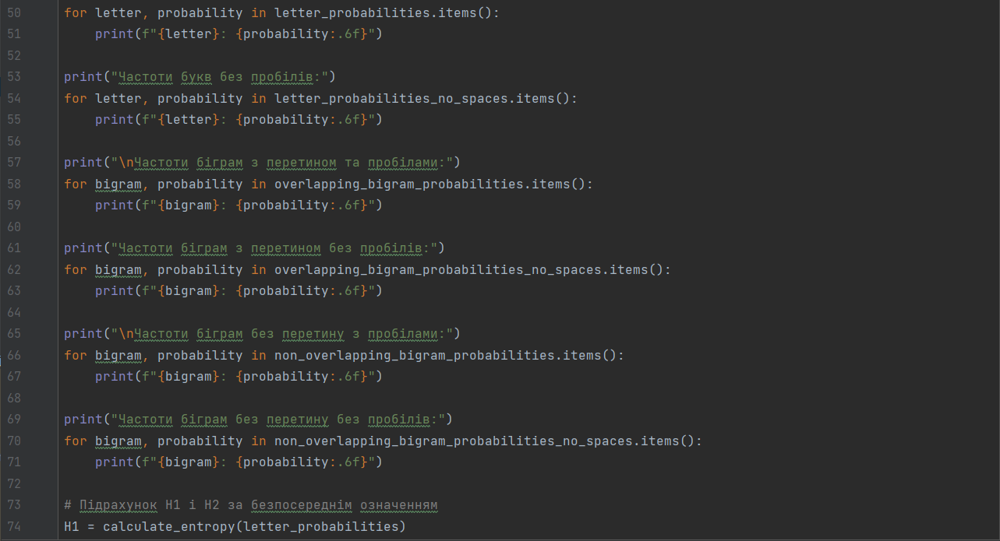 50 for letter, probability in letter_probabilities.items():
51     print(f"{letter}: {probability:.6f}")
52
53 print("Частоти букв без пробілів:")
54 for letter, probability in letter_probabilities_no_spaces.items():
55     print(f"{letter}: {probability:.6f}")
56
57 print("\nЧастоти біграм з перетином та пробілами:")
58 for bigram, probability in overlapping_bigram_probabilities.items():
59     print(f"{bigram}: {probability:.6f}")
60
61 print("Частоти біграм з перетином без пробілів:")
62 for bigram, probability in overlapping_bigram_probabilities_no_spaces.items():
63     print(f"{bigram}: {probability:.6f}")
64
65 print("\nЧастоти біграм без перетину з пробілами:")
66 for bigram, probability in non_overlapping_bigram_probabilities.items():
67     print(f"{bigram}: {probability:.6f}")
68
69 print("Частоти біграм без перетину без пробілів:")
70 for bigram, probability in non_overlapping_bigram_probabilities_no_spaces.items():
71     print(f"{bigram}: {probability:.6f}")
72
73 # Підрахунок H1 і H2 за безпосереднім означенням
74 H1 = calculate_entropy(letter_probabilities)